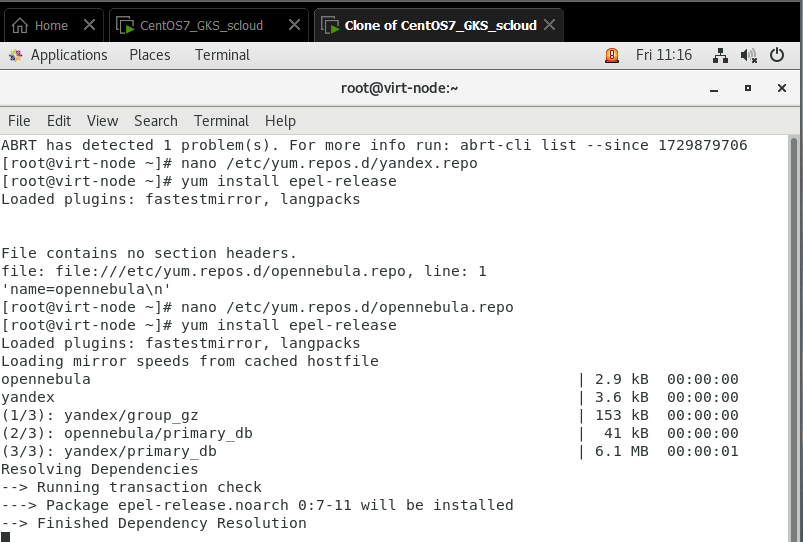 Home CentOS7_GKS_scloud Clone of CentOS7_GKS_scloud
Applications Places Terminal Fri 11:16
root@virt-node:~
File Edit View Search Terminal Help
ABRT has detected 1 problem(s). For more info run: abrt-cli list --since 1729879706
[root@virt-node ~]# nano /etc/yum.repos.d/yandex.repo
[root@virt-node ~]# yum install epel-release
Loaded plugins: fastestmirror, langpacks
File contains no section headers.
file: file:///etc/yum.repos.d/opennebula.repo, line: 1
'name=opennebula\n'
[root@virt-node ~]# nano /etc/yum.repos.d/opennebula.repo
[root@virt-node ~]# yum install epel-release
Loaded plugins: fastestmirror, langpacks
Loading mirror speeds from cached hostfile
opennebula | 2.9 kB 00:00:00
yandex | 3.6 kB 00:00:00
(1/3): yandex/group_gz | 153 kB 00:00:00
(2/3): opennebula/primary_db | 41 kB 00:00:00
(3/3): yandex/primary_db | 6.1 MB 00:00:01
Resolving Dependencies
--> Running transaction check
---> Package epel-release.noarch 0:7-11 will be installed
--> Finished Dependency Resolution